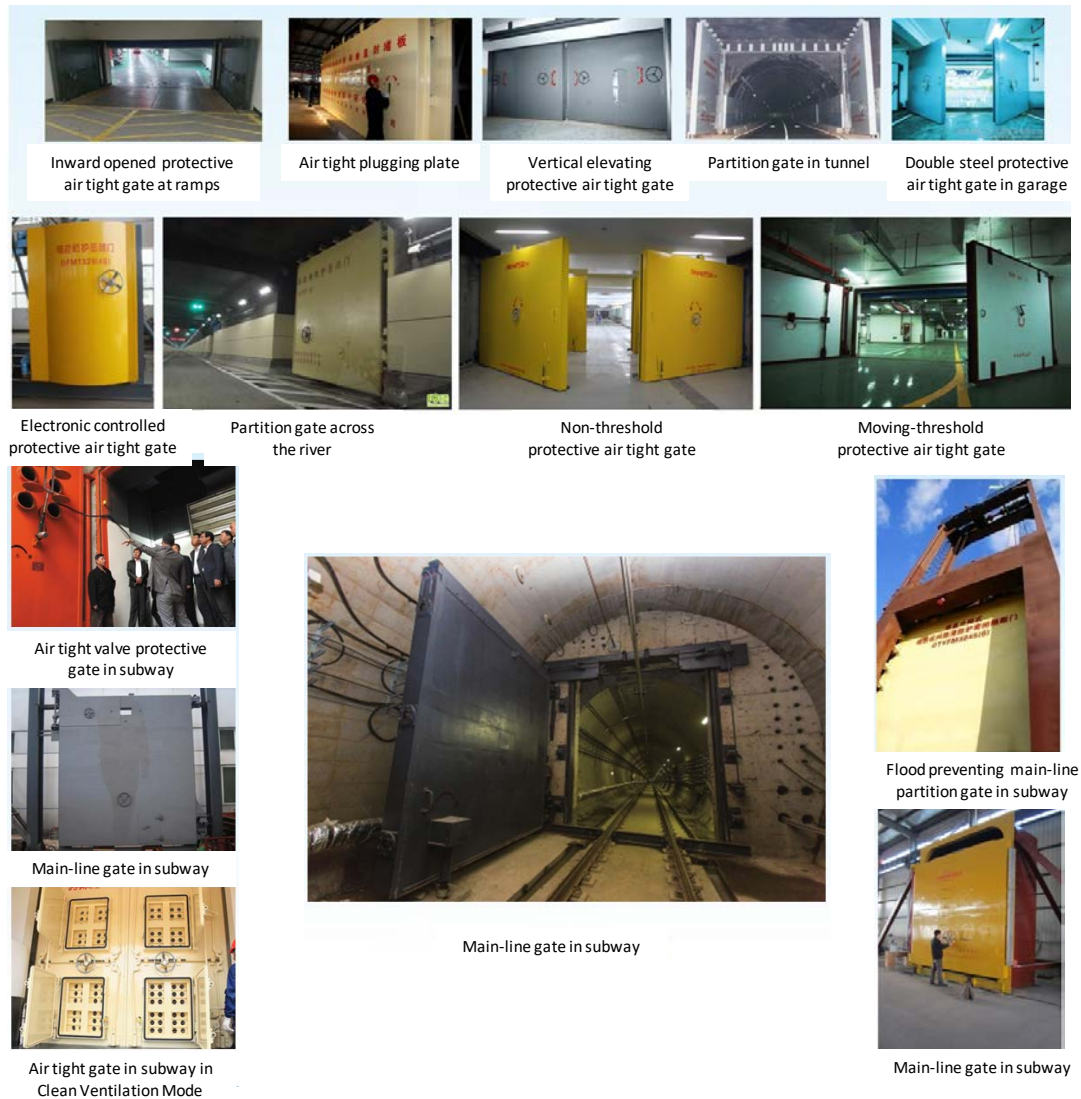 Inward opened protective
air tight gate at ramps
Air tight plugging plate
Vertical elevating
protective air tight gate
Partition gate in tunnel
Double steel protective
air tight gate in garage
Electronic controlled
protective air tight gate
Partition gate across
the river
Non-threshold
protective air tight gate
Moving-threshold
protective air tight gate
Air tight valve protective
gate in subway
Flood preventing main-line
partition gate in subway
Main-line gate in subway
Main-line gate in subway
Air tight gate in subway in
Clean Ventilation Mode
Main-line gate in subway